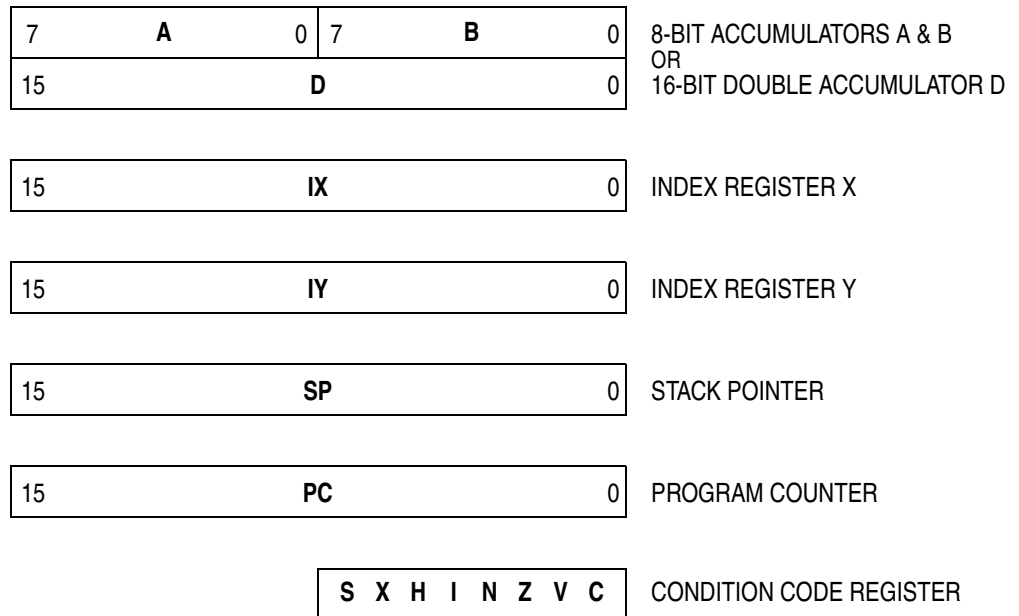 7 A 0 7 B 0 8-BIT ACCUMULATORS A & B
OR
15 D 0 16-BIT DOUBLE ACCUMULATOR D
15 IX 0 INDEX REGISTER X
15 IY 0 INDEX REGISTER Y
15 SP 0 STACK POINTER
15 PC 0 PROGRAM COUNTER
S X H I N Z V C CONDITION CODE REGISTER